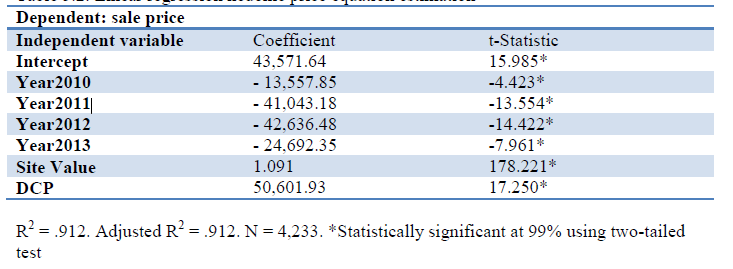 Dependent: sale price
Independent variable Coefficient t-Statistic
Intercept 43,571.64 15.985*
Year2010 - 13,557.85 -4.423*
Year2011 - 41,043.18 -13.554*
Year2012 - 42,636.48 -14.422*
Year2013 - 24,692.35 -7.961*
Site Value 1.091 178.221*
DCP 50,601.93 17.250*
R² = .912. Adjusted R² = .912. N = 4,233. *Statistically significant at 99% using two-tailed
test